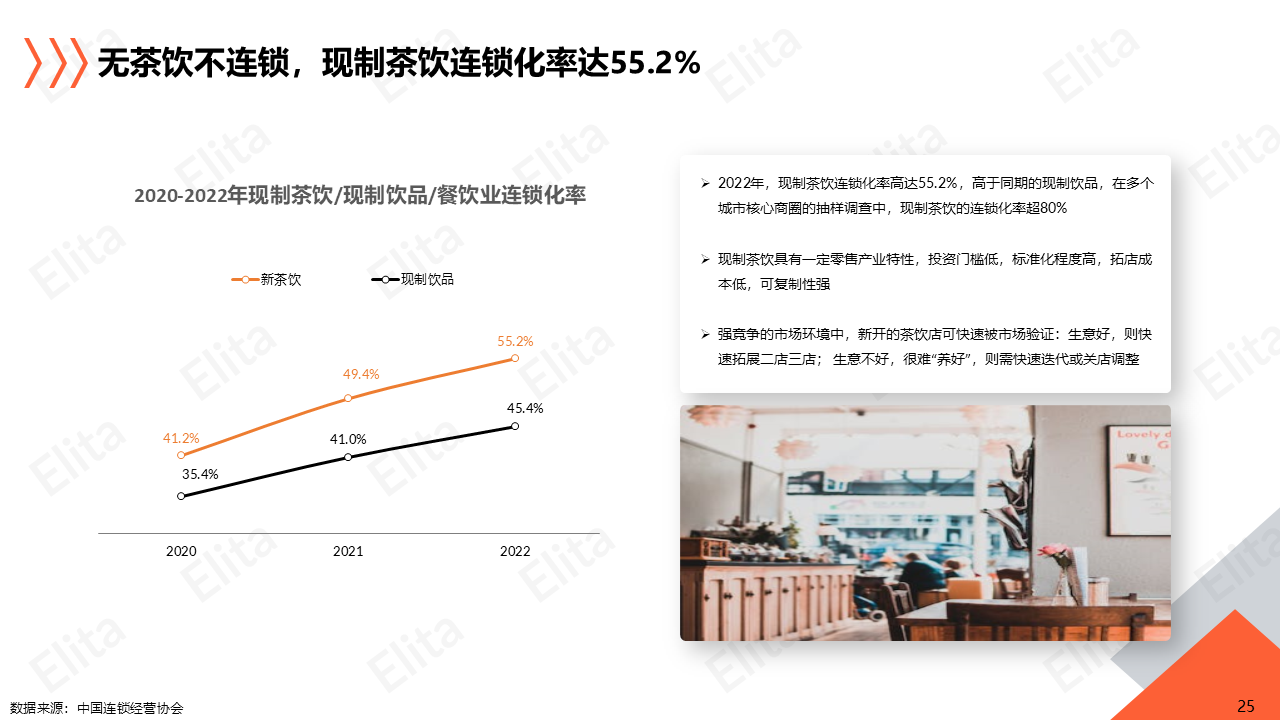 无茶饮不连锁，现制茶饮连锁化率达55.2%
2020-2022年现制茶饮/现制饮品/餐饮业连锁化率
新茶饮
现制饮品
55.2%
49.4%
45.4%
41.2%
41.0%
35.4%
2020
2021
2022
2022年，现制茶饮连锁化率高达55.2%，高于同期的现制饮品，在多个
城市核心商圈的抽样调查中，现制茶饮的连锁化率超80%
现制茶饮具有一定零售产业特性，投资门槛低，标准化程度高，拓店成
本低，可复制性强
强竞争的市场环境中，新开的茶饮店可快速被市场验证：生意好，则快
速拓展二店三店； 生意不好，很难“养好”，则需快速迭代或关店调整
Lovely
数据来源：中国连锁经营协会
25
Elita